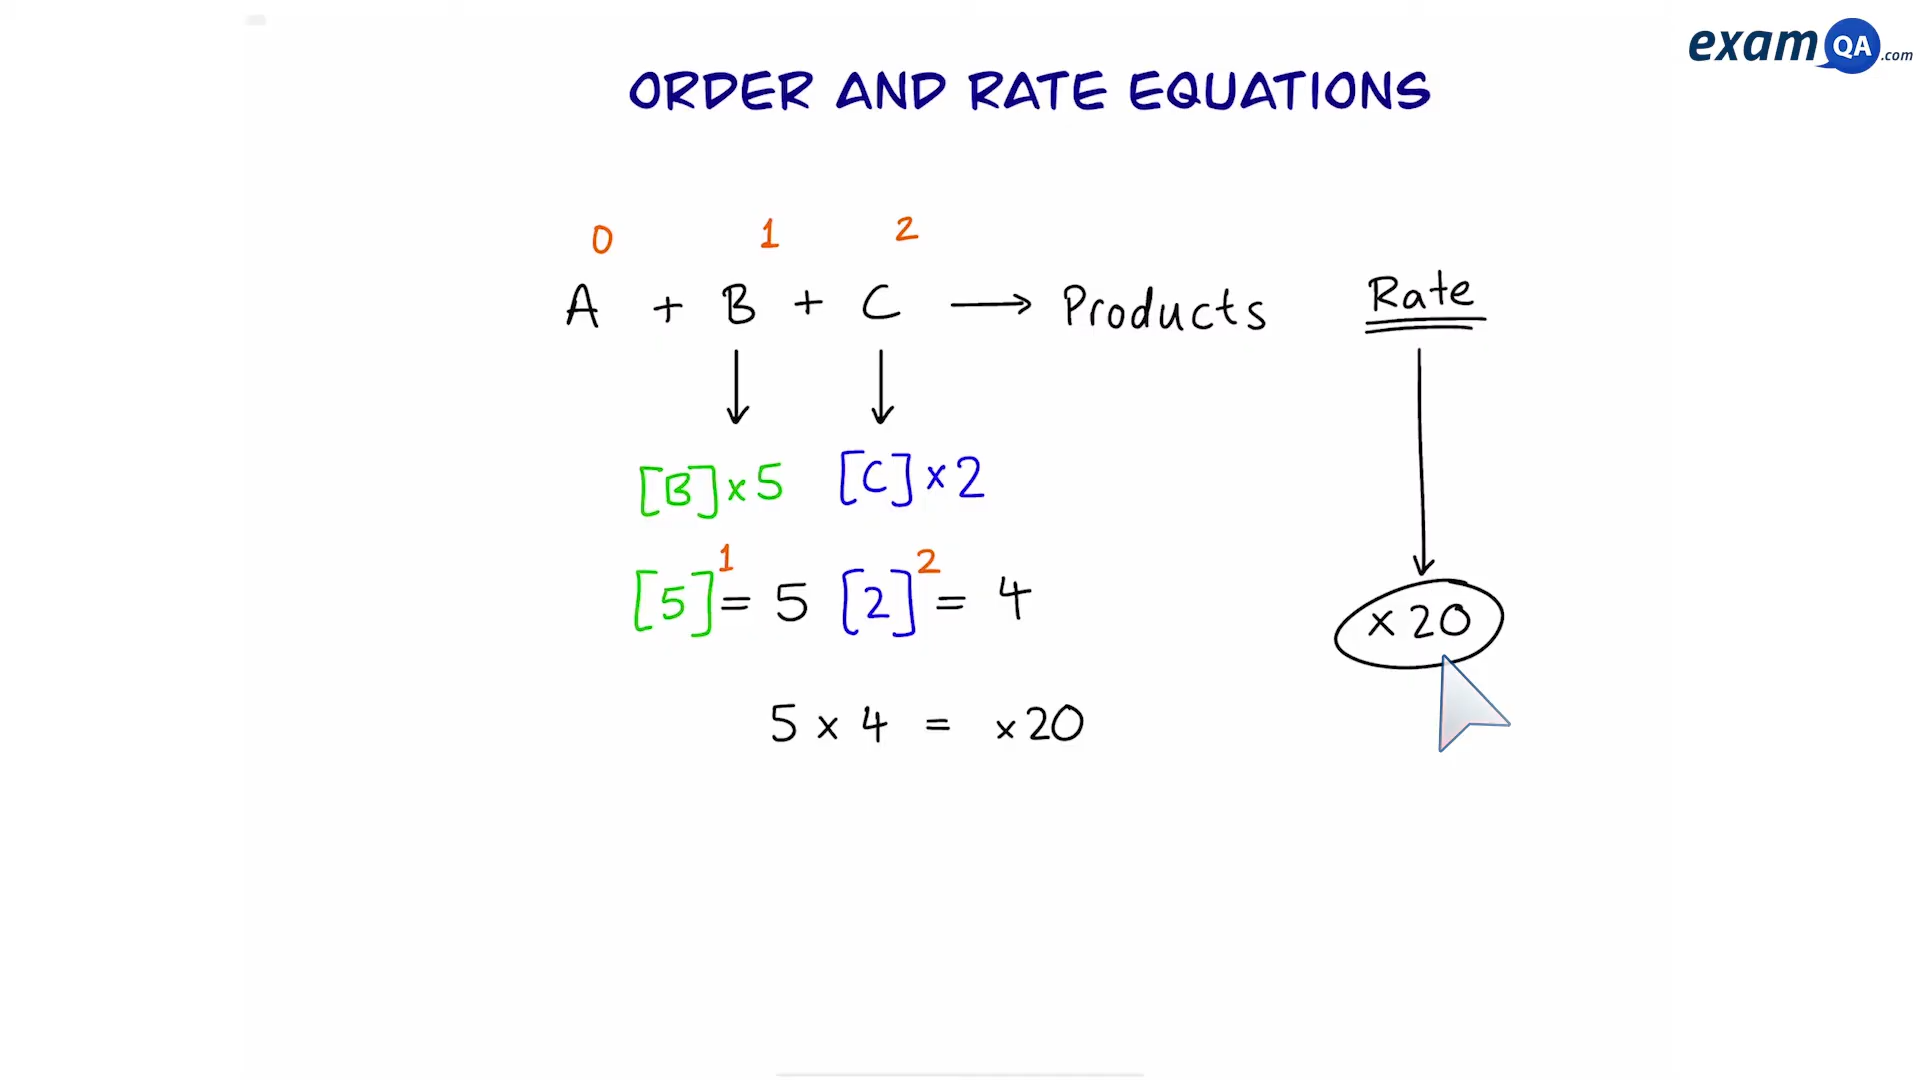 examQA.com
ORDER AND RATE EQUATIONS
0 1 2
A + B + C ⟶ Products Rate
[B]×5 [C]×2
[5]¹ = 5 [2]² = 4
×20
5 × 4 = ×20